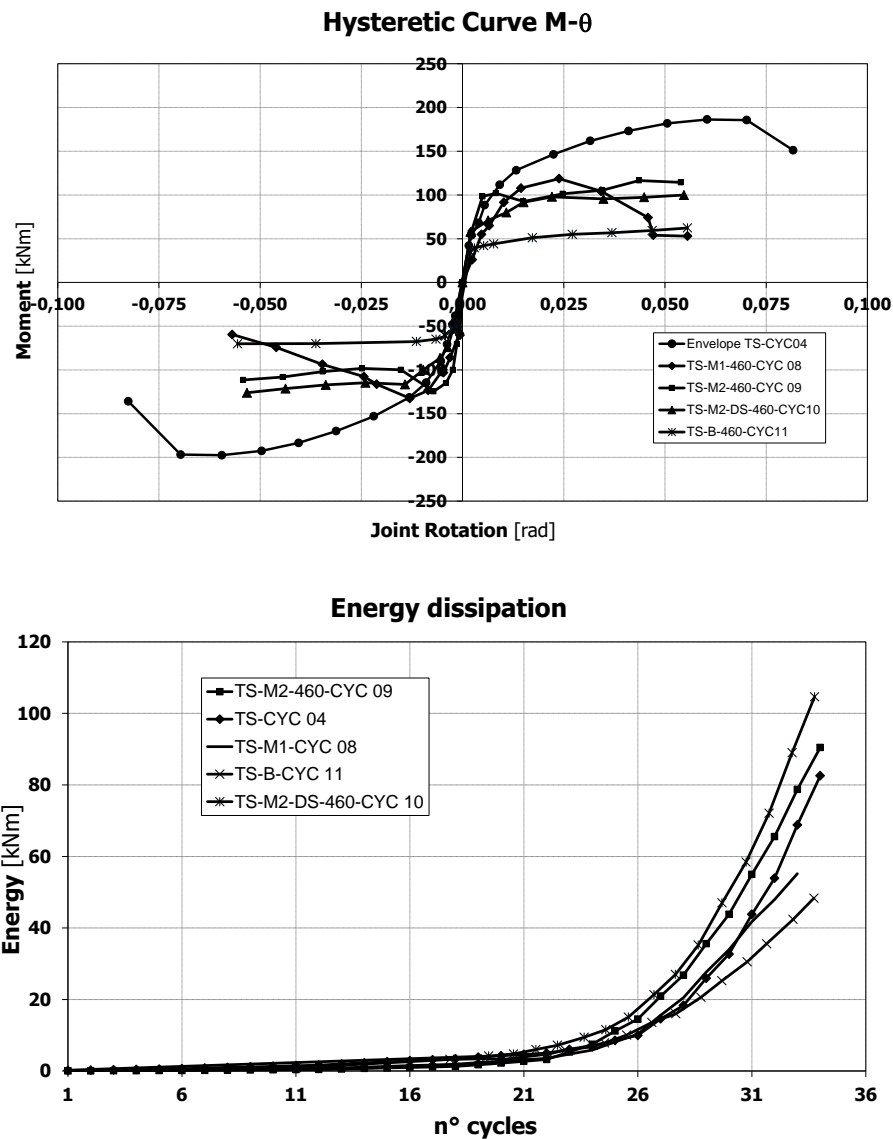 Hysteretic Curve M-θ
250
200
150
100
50
0
-50
-100
-150
-200
-250
-0,100
-0,075
-0,050
-0,025
0,000
0,025
0,050
0,075
0,100
Moment [kNm]
Joint Rotation [rad]
Envelope TS-CYC04
TS-M1-460-CYC 08
TS-M2-460-CYC 09
TS-M2-DS-460-CYC10
TS-B-460-CYC11
Energy dissipation
120
100
80
60
40
20
0
1
6
11
16
21
26
31
36
Energy [kNm]
n° cycles
TS-M2-460-CYC 09
TS-CYC 04
TS-M1-CYC 08
TS-B-CYC 11
TS-M2-DS-460-CYC 10